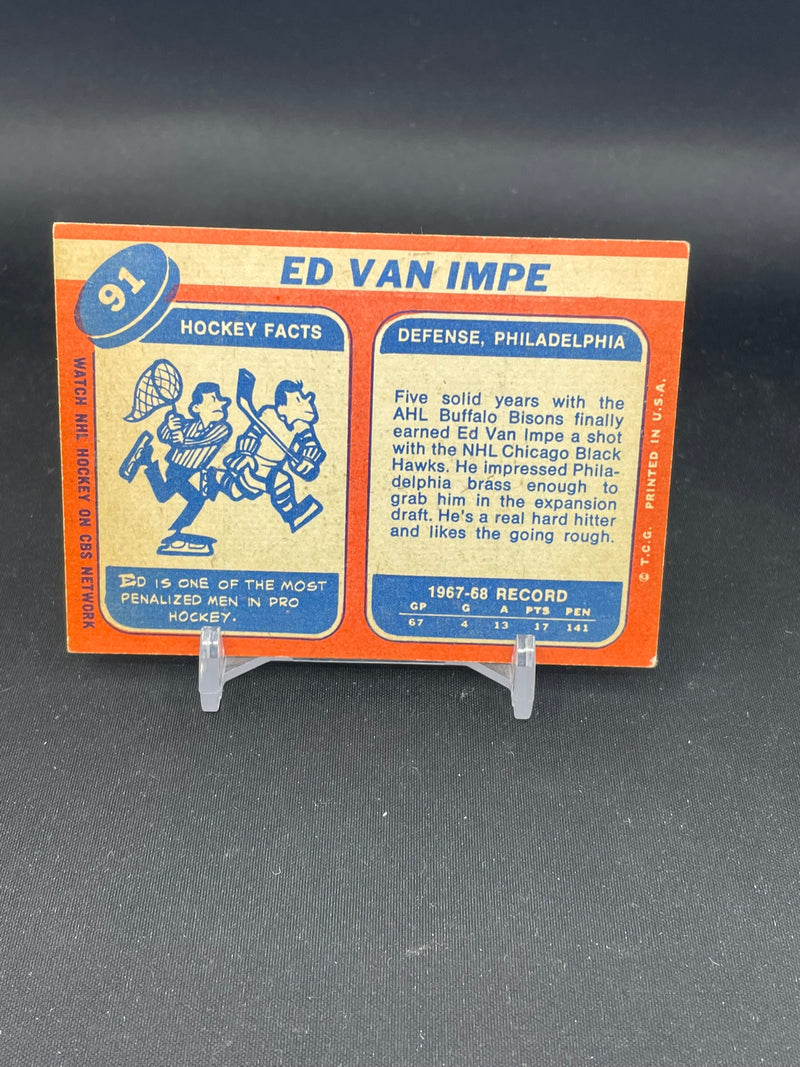 91
ED VAN IMPE
HOCKEY FACTS
ED IS ONE OF THE MOST
PENALIZED MEN IN PRO
HOCKEY.
DEFENSE, PHILADELPHIA
Five solid years with the
AHL Buffalo Bisons finally
earned Ed Van Impe a shot
with the NHL Chicago Black
Hawks. He impressed Phila-
delphia brass enough to
grab him in the expansion
draft. He's a real hard hitter
and likes the going rough.
1967-68 RECORD
GP G A PTS PEN
67 4 13 17 141
WATCH NHL HOCKEY ON CBS NETWORK
© T.C.G. PRINTED IN U.S.A.